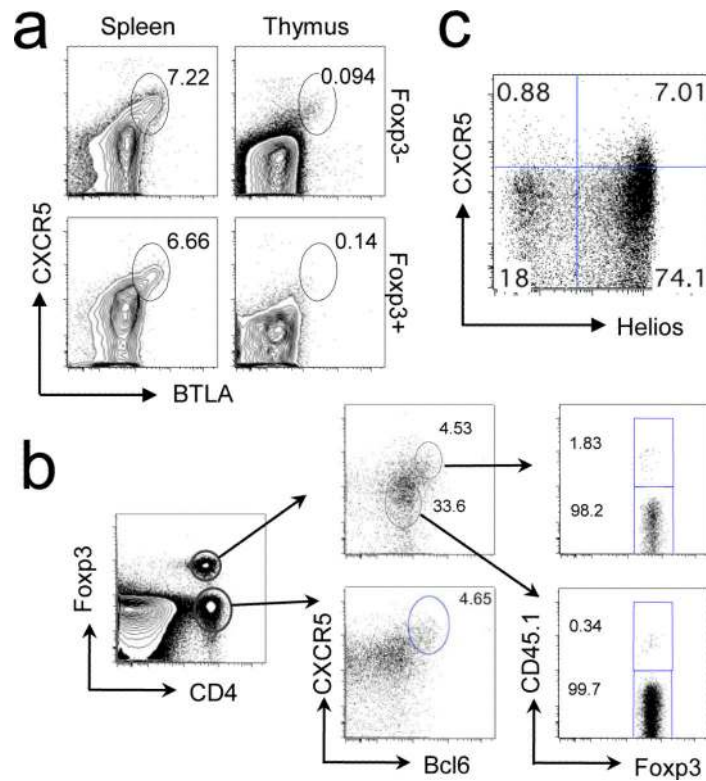 a
Spleen
Thymus
7.22
0.094
Foxp3-
6.66
0.14
Foxp3+
CXCR5
BTLA
c
0.88
7.01
18
74.1
CXCR5
Helios
b
Foxp3
CD4
4.53
33.6
4.65
CXCR5
Bcl6
1.83
98.2
0.34
99.7
CD45.1
Foxp3